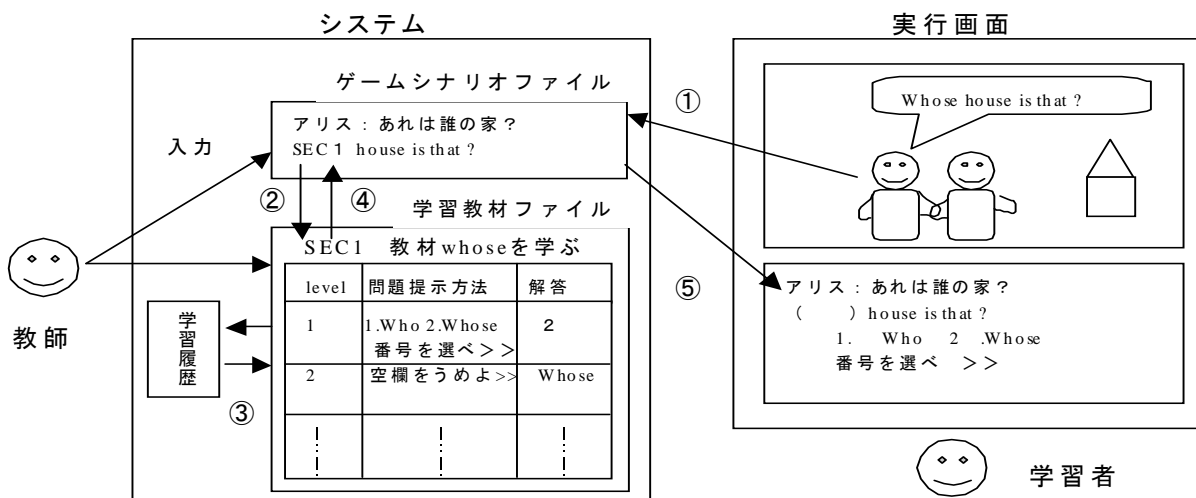 システム
実行画面
ゲームシナリオファイル
アリス：あれは誰の家？
SEC１ house is that ?
入力
①
Whose house is that ?
②
④
学習教材ファイル
SEC1 教材whoseを学ぶ
level 問題提示方法 解答
1 1.Who 2.Whose 2
番号を選べ＞＞
2 空欄をうめよ>> Whose
教師
学習履歴
③
⑤
アリス：あれは誰の家？
（　　）house is that ?
1. Who 2 .Whose
番号を選べ ＞＞
学習者